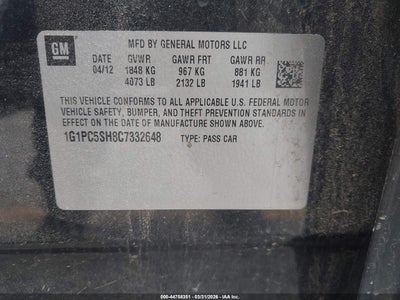 GM
MFD BY GENERAL MOTORS LLC
DATE GVWR GAWR FRT GAWR RR
04/12 1848 KG 967 KG 881 KG
4073 LB 2132 LB 1941 LB
THIS VEHICLE CONFORMS TO ALL APPLICABLE U.S. FEDERAL MOTOR
VEHICLE SAFETY, BUMPER, AND THEFT PREVENTION STANDARDS IN
EFFECT ON THE DATE OF MANUFACTURE SHOWN ABOVE.
1G1PC5SH8C7332648 TYPE: PASS CAR
000-44758351 - 03/31/2026 - IAA, Inc.